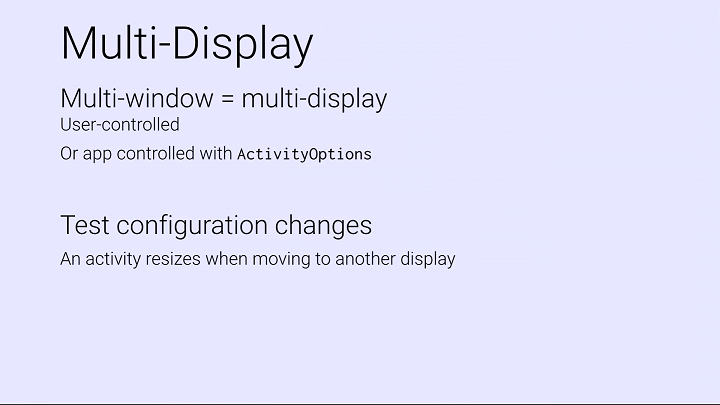 Multi-Display
Multi-window = multi-display
User-controlled
Or app controlled with ActivityOptions
Test configuration changes
An activity resizes when moving to another display